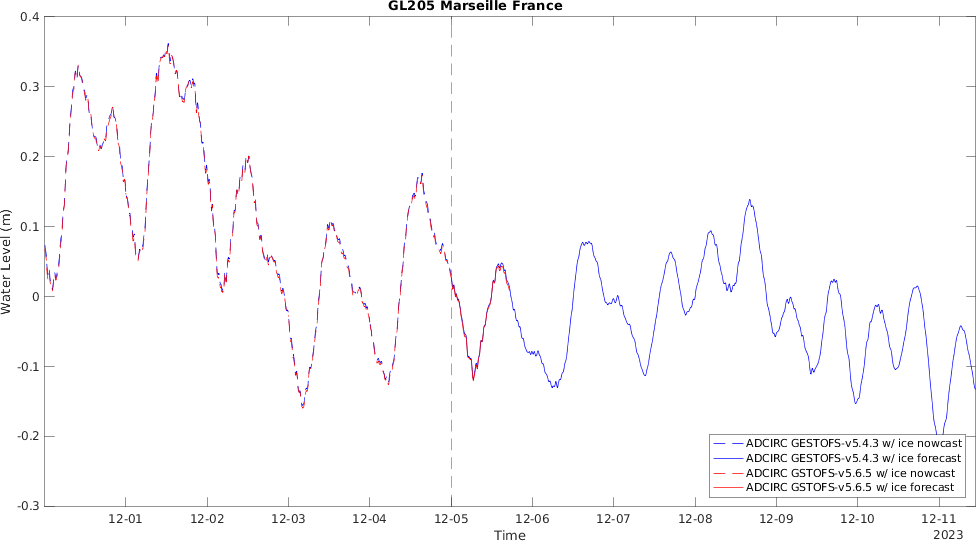 GL205 Marseille France
0.4
0.3
0.2
0.1
0
-0.1
-0.2
-0.3
Water Level (m)
ADCIRC GESTOFS-v5.4.3 w/ ice nowcast
ADCIRC GESTOFS-v5.4.3 w/ ice forecast
ADCIRC GSTOFS-v5.6.5 w/ ice nowcast
ADCIRC GSTOFS-v5.6.5 w/ ice forecast
12-01 12-02 12-03 12-04 12-05 12-06 12-07 12-08 12-09 12-10 12-11
Time 2023